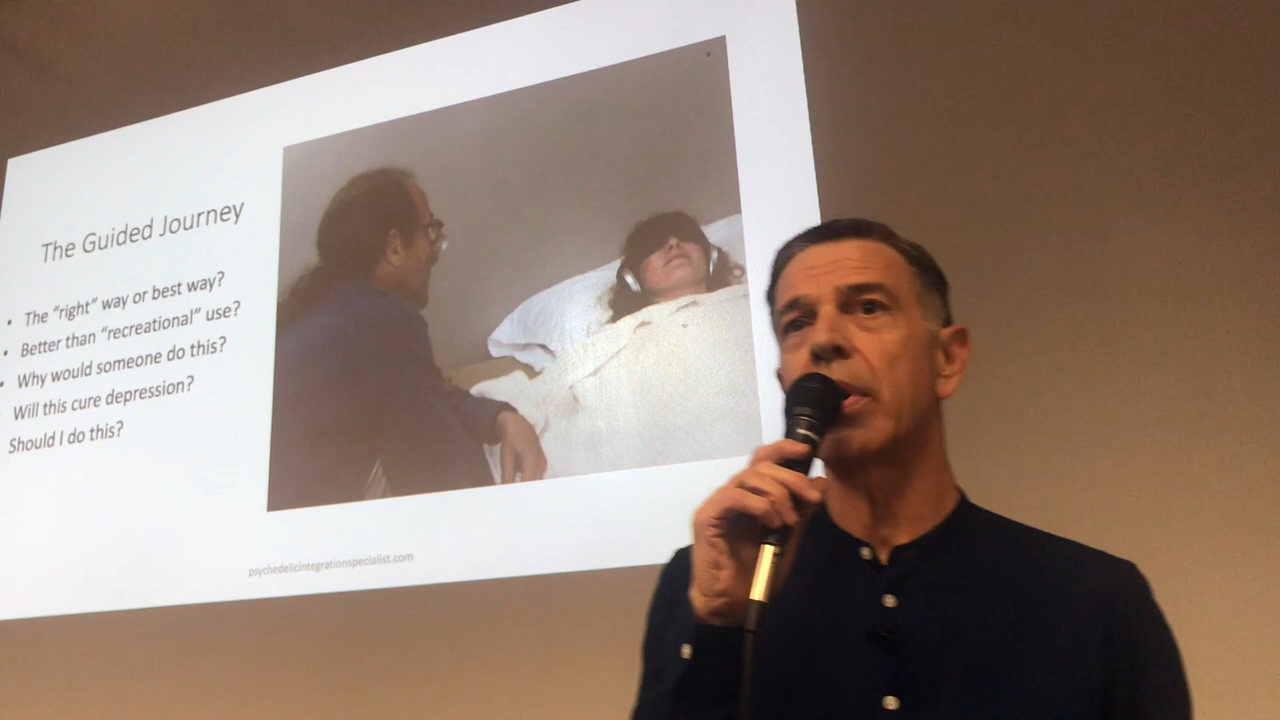 The Guided Journey
• The “right” way or best way?
• Better than “recreational” use?
• Why would someone do this?
Will this cure depression?
Should I do this?
psychedelicintegrationspecialist.com